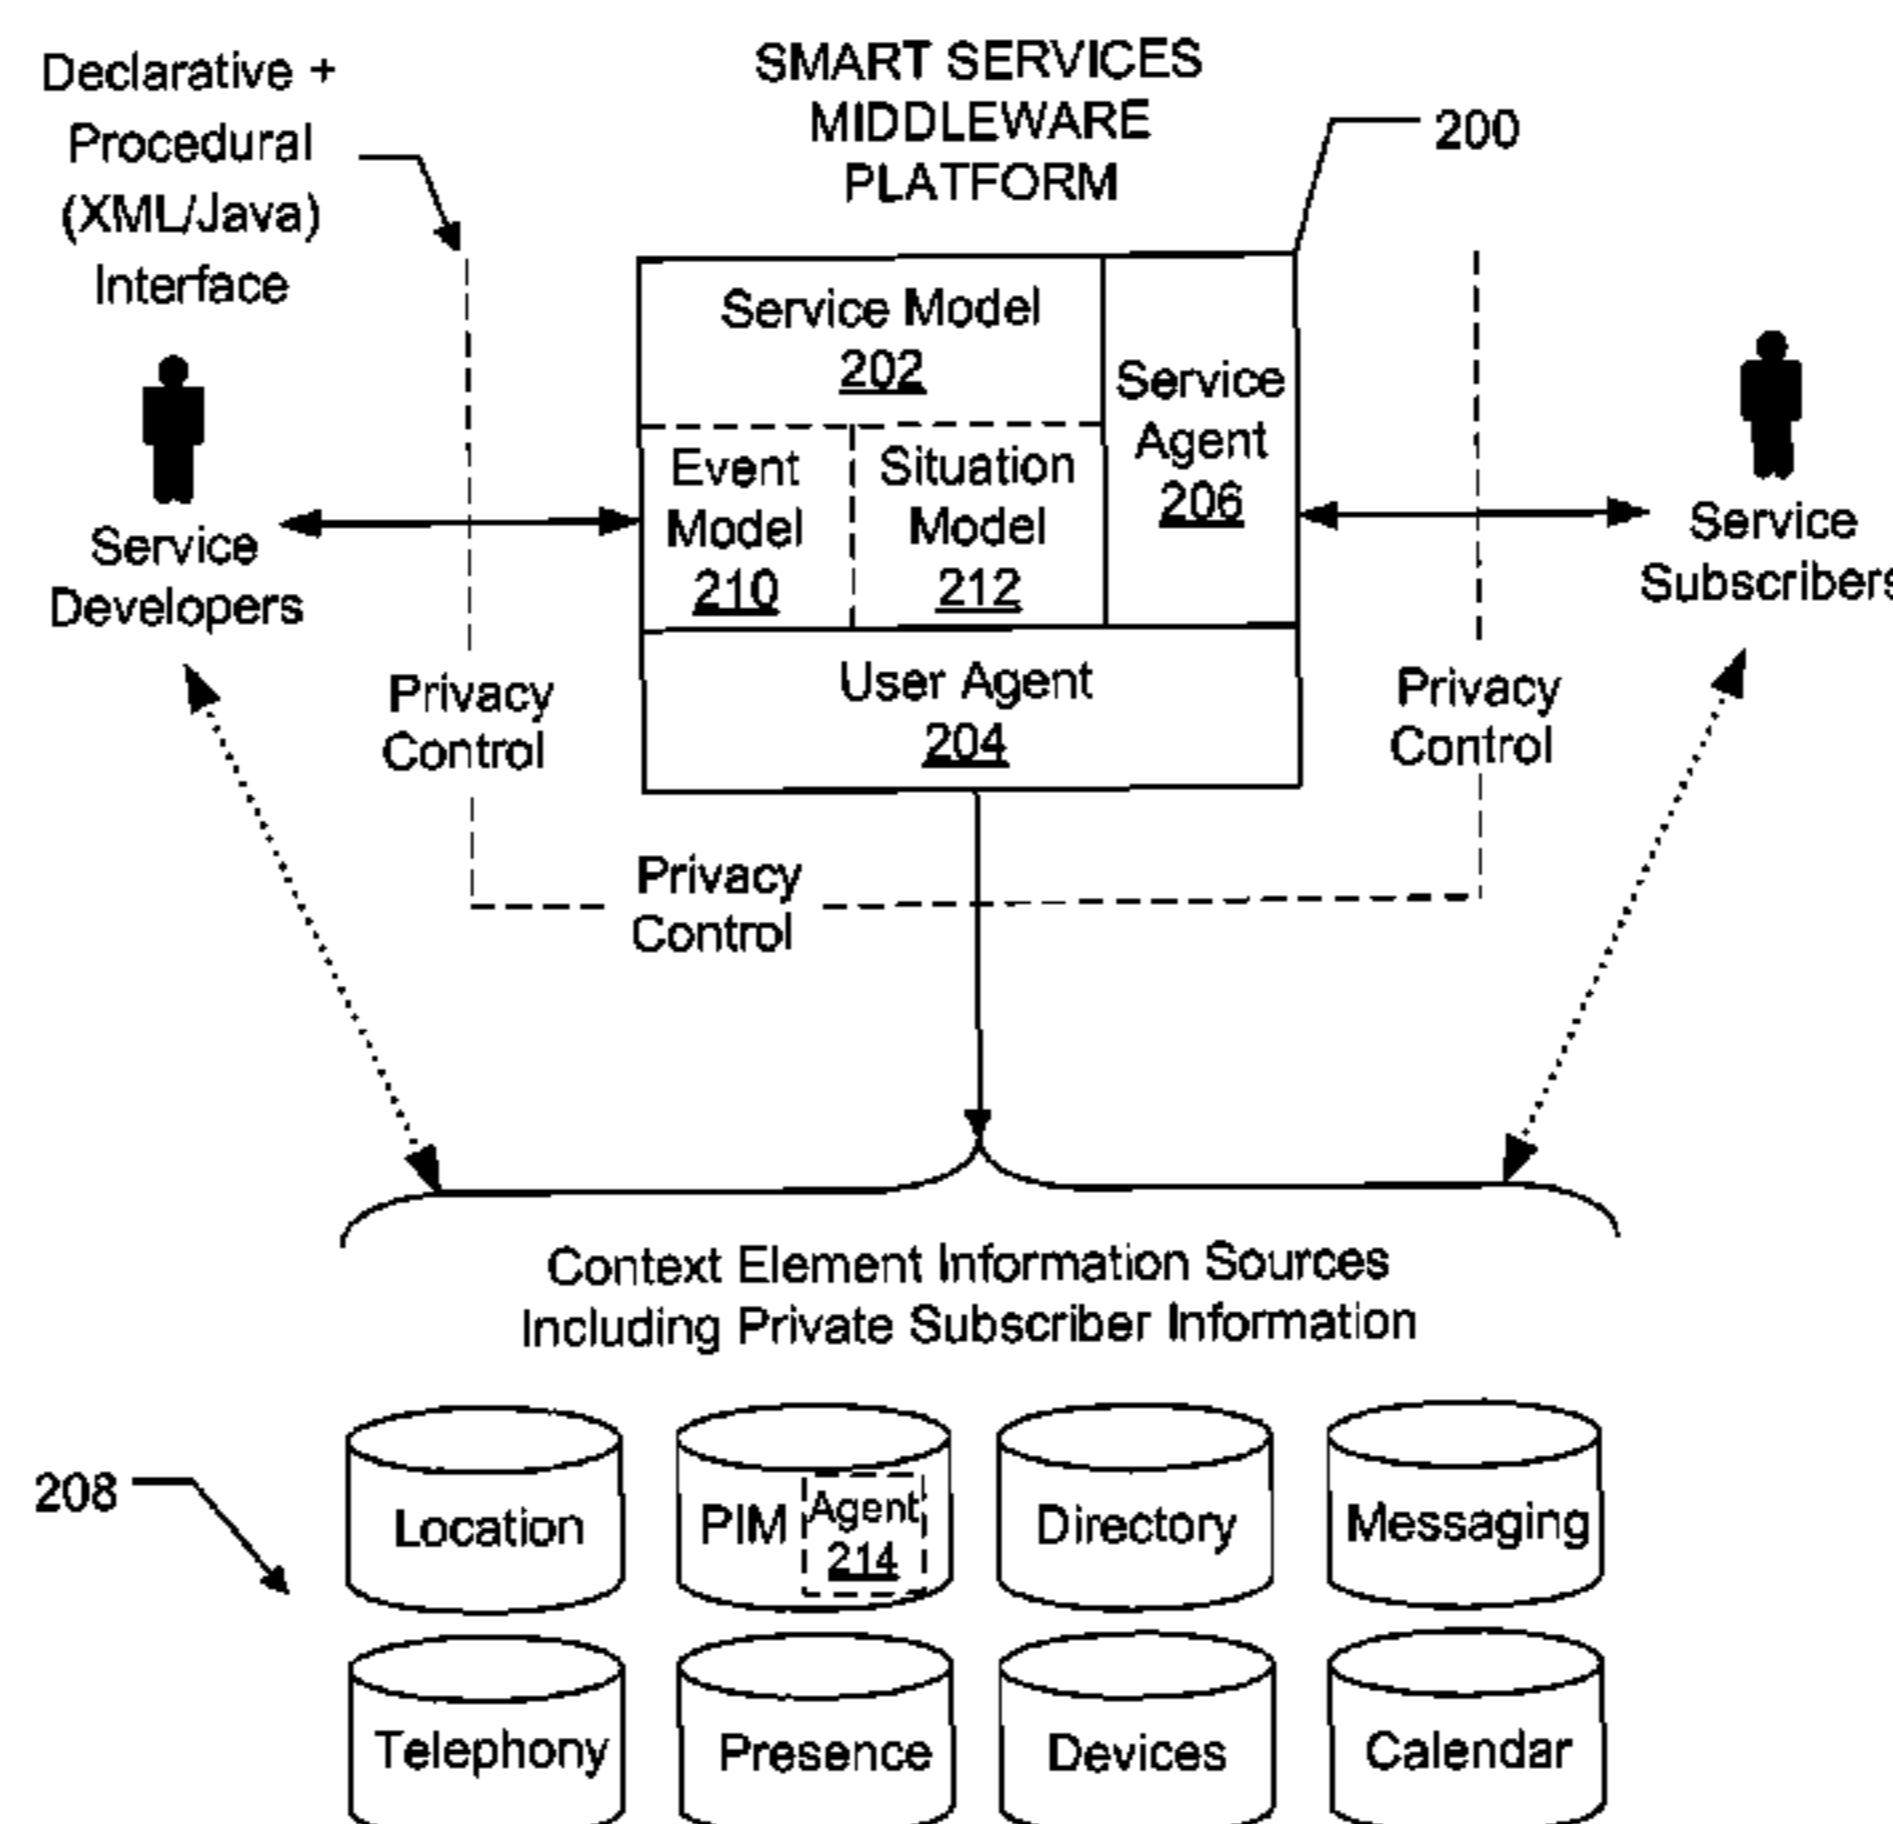 Declarative +
Procedural
(XML/Java)
Interface
SMART SERVICES
MIDDLEWARE
PLATFORM
200
Service Model
202
Service
Agent
206
Event
Model
210
Situation
Model
212
User Agent
204
Service
Developers
Service
Subscribers
Privacy
Control
Privacy
Control
Privacy
Control
Context Element Information Sources
Including Private Subscriber Information
208
Location
PIM
Agent
214
Directory
Messaging
Telephony
Presence
Devices
Calendar